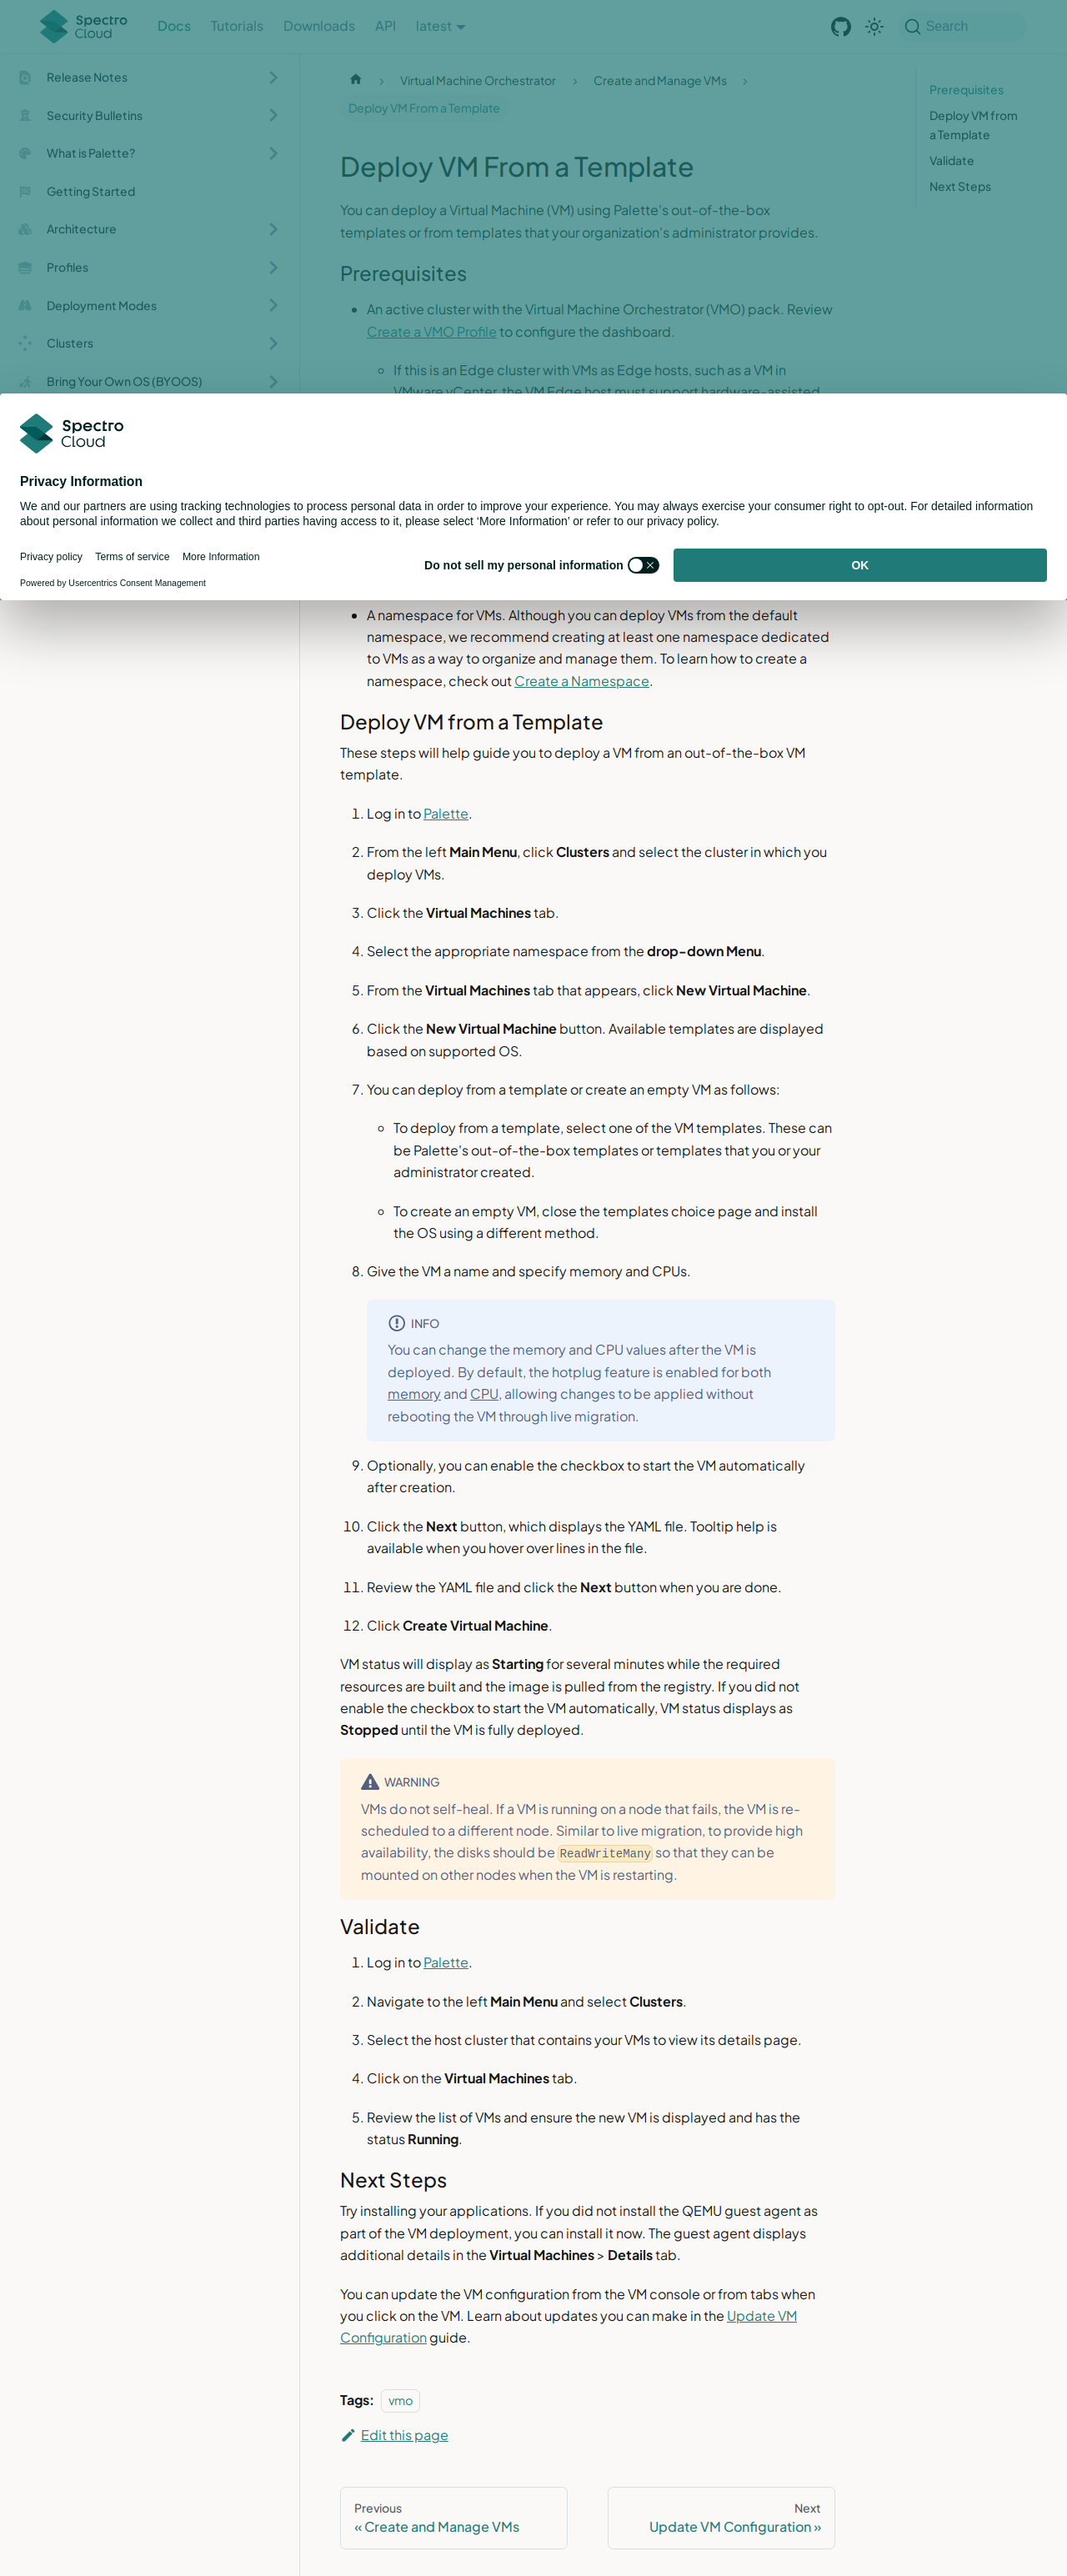 Spectro Cloud
Docs
Tutorials
Downloads
API
latest
Search
Release Notes
Security Bulletins
What is Palette?
Getting Started
Architecture
Profiles
Deployment Modes
Clusters
Bring Your Own OS (BYOOS)
Virtual Machine Orchestrator
Create and Manage VMs
Deploy VM From a Template
Prerequisites
Deploy VM from
a Template
Validate
Next Steps
Deploy VM From a Template
You can deploy a Virtual Machine (VM) using Palette's out-of-the-box
templates or from templates that your organization's administrator provides.
Prerequisites
• An active cluster with the Virtual Machine Orchestrator (VMO) pack. Review
Create a VMO Profile to configure the dashboard.
◦ If this is an Edge cluster with VMs as Edge hosts, such as a VM in
VMware vCenter, the VM Edge host must support hardware-assisted
Spectro Cloud
Privacy Information
We and our partners are using tracking technologies to process personal data in order to improve your experience. You may always exercise your consumer right to opt-out. For detailed information
about personal information we collect and third parties having access to it, please select ‘More Information’ or refer to our privacy policy.
Privacy policy
Terms of service
More Information
Powered by Usercentrics Consent Management
Do not sell my personal information
OK
• A namespace for VMs. Although you can deploy VMs from the default
namespace, we recommend creating at least one namespace dedicated
to VMs as a way to organize and manage them. To learn how to create a
namespace, check out Create a Namespace.
Deploy VM from a Template
These steps will help guide you to deploy a VM from an out-of-the-box VM
template.
1. Log in to Palette.
2. From the left Main Menu, click Clusters and select the cluster in which you
deploy VMs.
3. Click the Virtual Machines tab.
4. Select the appropriate namespace from the drop-down Menu.
5. From the Virtual Machines tab that appears, click New Virtual Machine.
6. Click the New Virtual Machine button. Available templates are displayed
based on supported OS.
7. You can deploy from a template or create an empty VM as follows:
◦ To deploy from a template, select one of the VM templates. These can
be Palette's out-of-the-box templates or templates that you or your
administrator created.
◦ To create an empty VM, close the templates choice page and install
the OS using a different method.
8. Give the VM a name and specify memory and CPUs.
INFO
You can change the memory and CPU values after the VM is
deployed. By default, the hotplug feature is enabled for both
memory and CPU, allowing changes to be applied without
rebooting the VM through live migration.
9. Optionally, you can enable the checkbox to start the VM automatically
after creation.
10. Click the Next button, which displays the YAML file. Tooltip help is
available when you hover over lines in the file.
11. Review the YAML file and click the Next button when you are done.
12. Click Create Virtual Machine.
VM status will display as Starting for several minutes while the required
resources are built and the image is pulled from the registry. If you did not
enable the checkbox to start the VM automatically, VM status displays as
Stopped until the VM is fully deployed.
WARNING
VMs do not self-heal. If a VM is running on a node that fails, the VM is re-
scheduled to a different node. Similar to live migration, to provide high
availability, the disks should be ReadWriteMany so that they can be
mounted on other nodes when the VM is restarting.
Validate
1. Log in to Palette.
2. Navigate to the left Main Menu and select Clusters.
3. Select the host cluster that contains your VMs to view its details page.
4. Click on the Virtual Machines tab.
5. Review the list of VMs and ensure the new VM is displayed and has the
status Running.
Next Steps
Try installing your applications. If you did not install the QEMU guest agent as
part of the VM deployment, you can install it now. The guest agent displays
additional details in the Virtual Machines > Details tab.
You can update the VM configuration from the VM console or from tabs when
you click on the VM. Learn about updates you can make in the Update VM
Configuration guide.
Tags: vmo
Edit this page
Previous
« Create and Manage VMs
Next
Update VM Configuration »